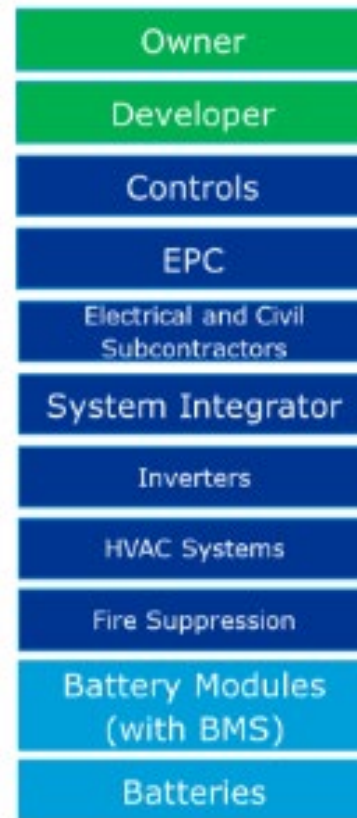 Owner
Developer
Controls
EPC
Electrical and Civil
Subcontractors
System Integrator
Inverters
HVAC Systems
Fire Suppression
Battery Modules
(with BMS)
Batteries